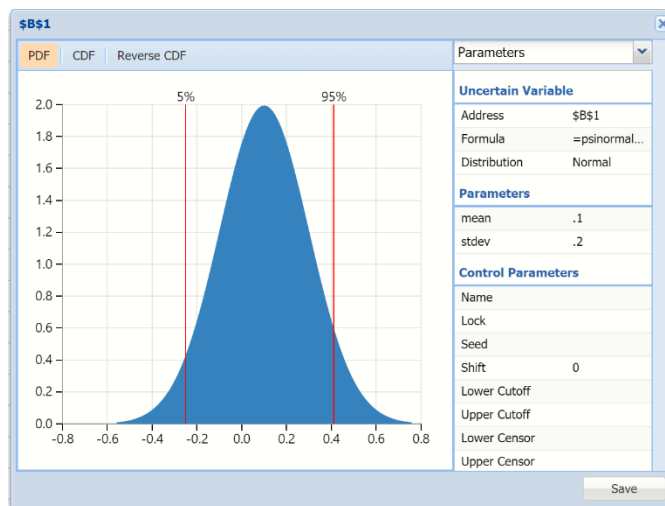 $B$1
PDF CDF Reverse CDF
Parameters
5% 95%
2.0
1.8
1.6
1.4
1.2
1.0
0.8
0.6
0.4
0.2
0.0
-0.8 -0.6 -0.4 -0.2 0.0 0.2 0.4 0.6 0.8
Uncertain Variable
Address $B$1
Formula =psinormal...
Distribution Normal
Parameters
mean .1
stdev .2
Control Parameters
Name
Lock
Seed
Shift 0
Lower Cutoff
Upper Cutoff
Lower Censor
Upper Censor
Save